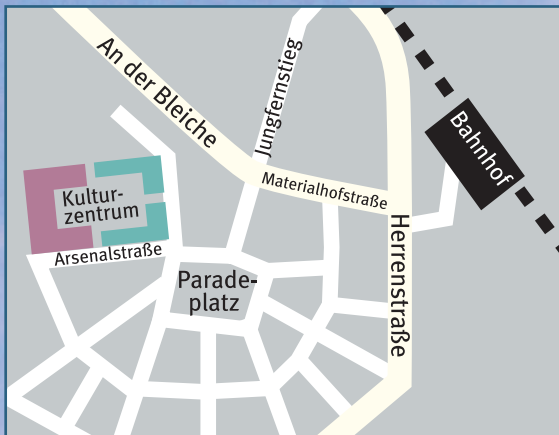 An der Bleiche
Jungfernstieg
Bahnhof
Materialhofstraße
Kultur-
zentrum
Arsenalstraße
Herrenstraße
Parade-
platz